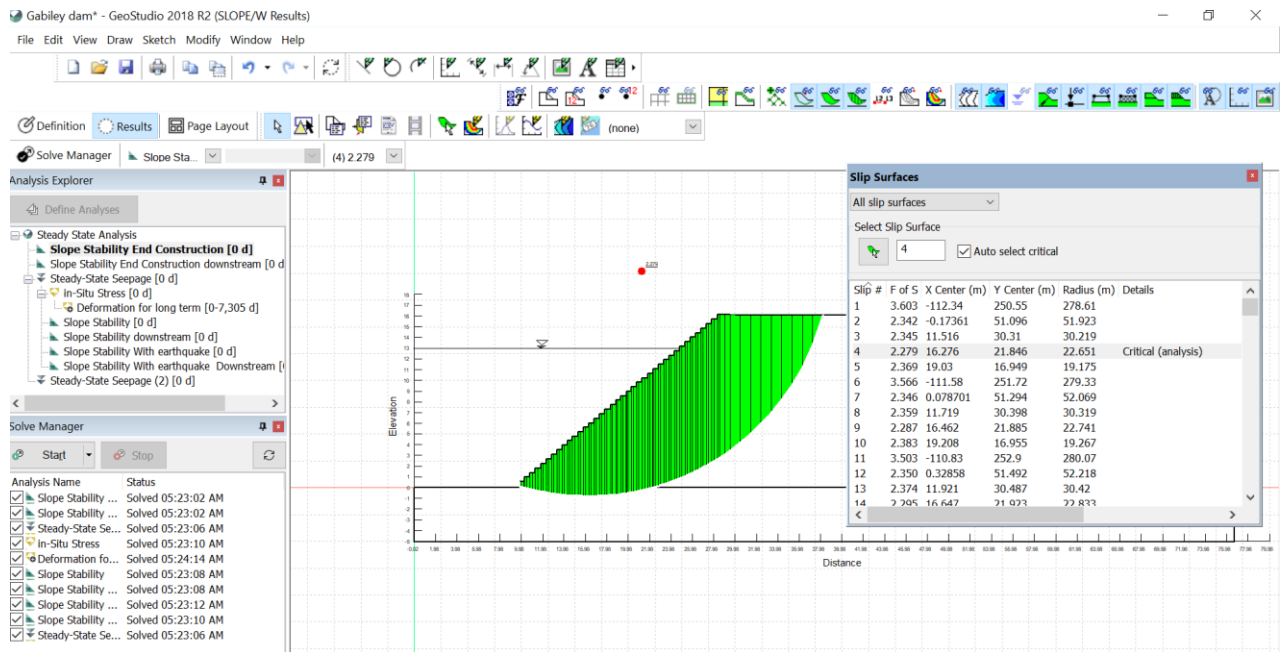 Gabiley dam* - GeoStudio 2018 R2 (SLOPE/W Results)
File Edit View Draw Sketch Modify Window Help
Definition Results Page Layout (none)
Solve Manager Slope Sta... (4) 2.279
Analysis Explorer
Define Analyses
Steady State Analysis
Slope Stability End Construction [0 d]
Slope Stability End Construction downstream [0 d
Steady-State Seepage [0 d]
in-Situ Stress [0 d]
Deformation for long term [0-7,305 d]
Slope Stability [0 d]
Slope Stability downstream [0 d]
Slope Stability With earthquake [0 d]
Slope Stability With earthquake Downstream [
Steady-State Seepage (2) [0 d]
Solve Manager
Start Stop
Analysis Name Status
Slope Stability ... Solved 05:23:02 AM
Slope Stability ... Solved 05:23:02 AM
Steady-State Se... Solved 05:23:06 AM
in-Situ Stress Solved 05:23:10 AM
Deformation fo... Solved 05:24:14 AM
Slope Stability Solved 05:23:08 AM
Slope Stability ... Solved 05:23:08 AM
Slope Stability ... Solved 05:23:12 AM
Slope Stability ... Solved 05:23:10 AM
Steady-State Se... Solved 05:23:06 AM
2.279
Elevation
Distance
Slip Surfaces
All slip surfaces
Select Slip Surface
4 Auto select critical
Slip # F of S X Center (m) Y Center (m) Radius (m) Details
1 3.603 -112.34 250.55 278.61
2 2.342 -0.17361 51.096 51.923
3 2.345 11.516 30.31 30.219
4 2.279 16.276 21.846 22.651 Critical (analysis)
5 2.369 19.03 16.949 19.175
6 3.566 -111.58 251.72 279.33
7 2.346 0.078701 51.294 52.069
8 2.359 11.719 30.398 30.319
9 2.287 16.462 21.885 22.741
10 2.383 19.208 16.955 19.267
11 3.503 -110.83 252.9 280.07
12 2.350 0.32858 51.492 52.218
13 2.374 11.921 30.487 30.42
14 2.295 16.647 21.923 22.833